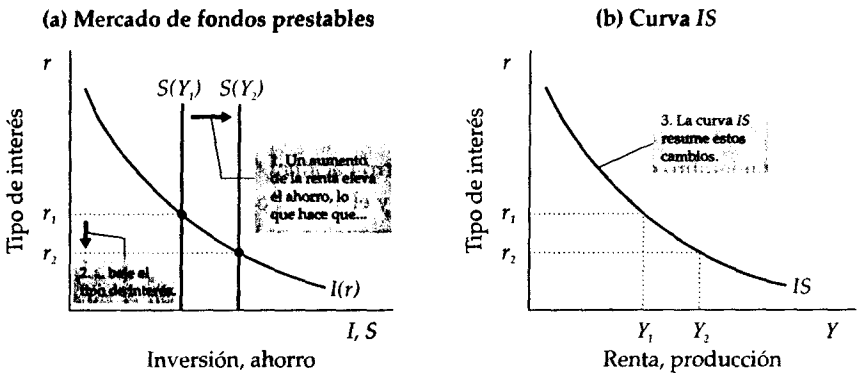 (a) Mercado de fondos prestables
r
Tipo de interés
S(Y₁)
S(Y₂)
1. Un aumento
de la renta eleva
el ahorro, lo
que hace que...
r₁
r₂
2. ... baje el
tipo de interés.
I(r)
I, S
Inversión, ahorro
(b) Curva IS
r
Tipo de interés
3. La curva IS
resume estos
cambios.
r₁
r₂
IS
Y₁
Y₂
Y
Renta, producción